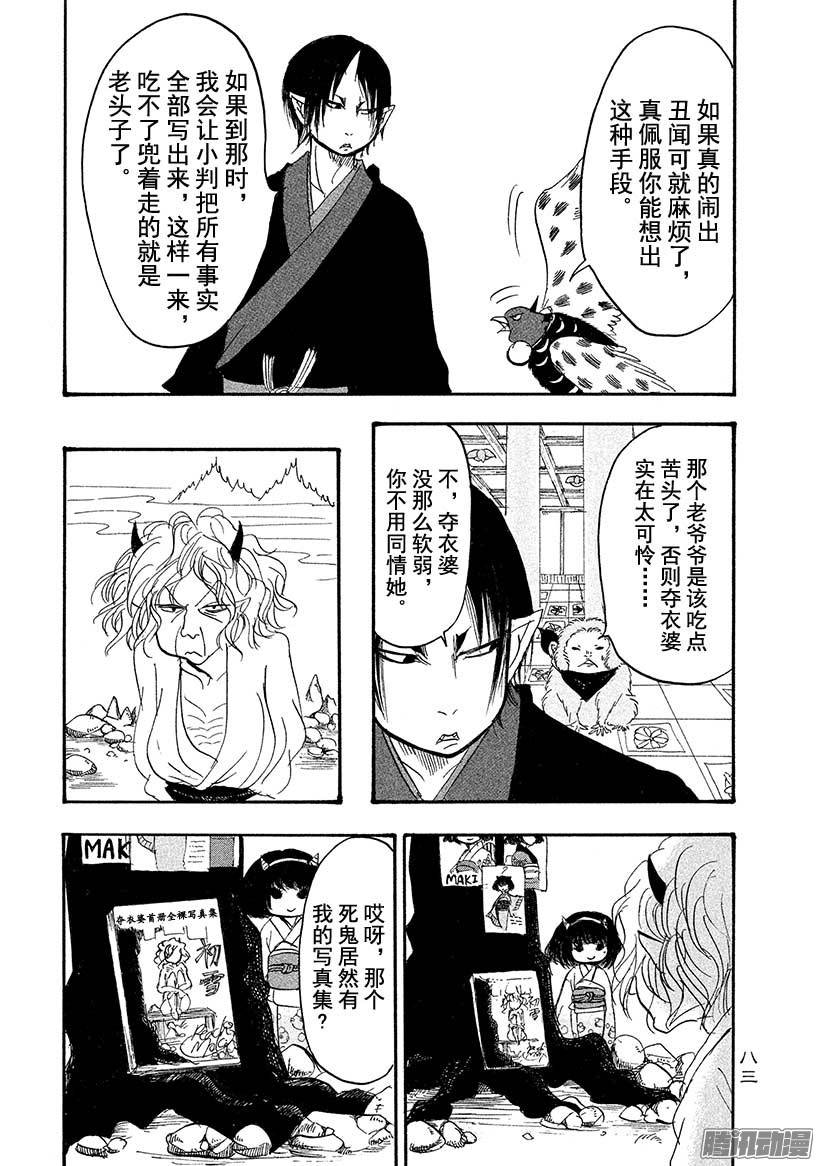 如果真的闹出
丑闻可就麻烦了，
真佩服你能想出
这种手段。
如果到那时，
我会让小判把所有事实
全部写出来，这样一来，
吃不了兜着走的就是
老头子了。
那个老爷爷是该吃点
苦头了，否则夺衣婆
实在太可怜……
不，夺衣婆
没那么软弱，
你不用同情她。
MAKI
初雪
哎呀，那个
死鬼居然有
我的写真集？
MAK
夺衣婆首册全裸写真集
初雪
八三
腾讯动漫